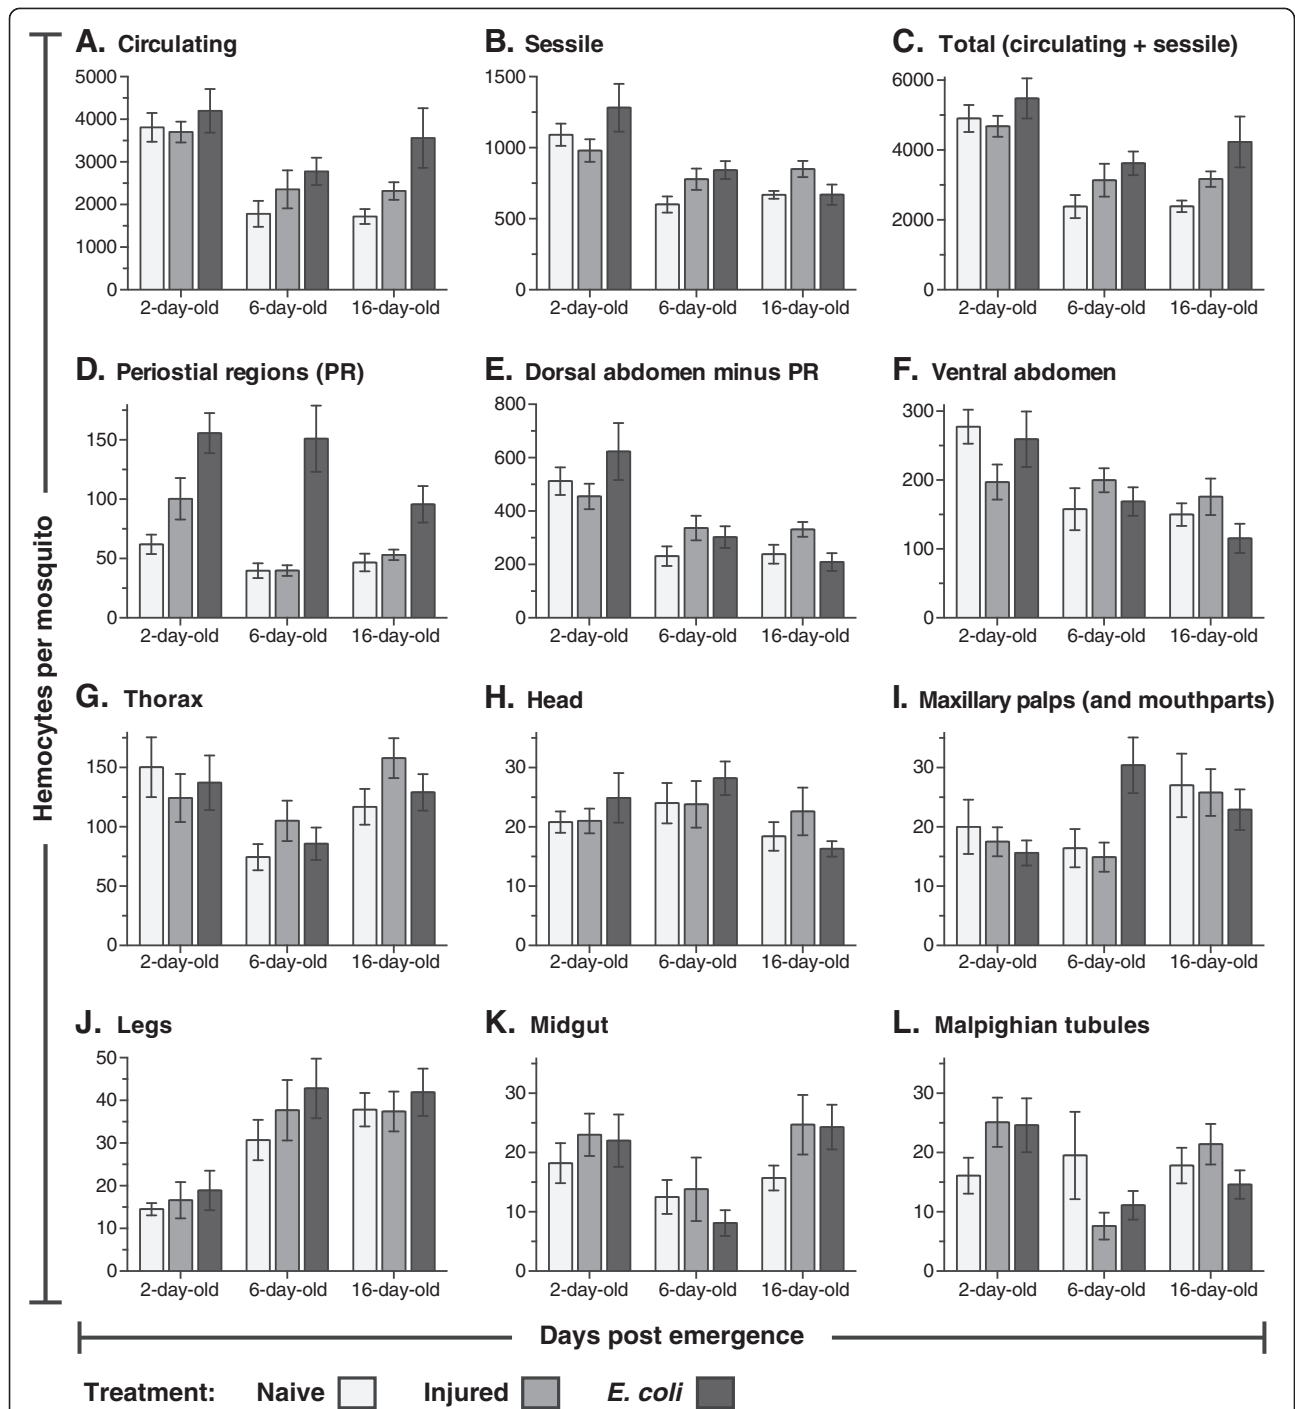 A. Circulating
B. Sessile
C. Total (circulating + sessile)
5000
4000
3000
2000
1000
0
2-day-old 6-day-old 16-day-old
1500
1000
500
0
2-day-old 6-day-old 16-day-old
6000
4000
2000
0
2-day-old 6-day-old 16-day-old
D. Periostial regions (PR)
E. Dorsal abdomen minus PR
F. Ventral abdomen
150
100
50
0
2-day-old 6-day-old 16-day-old
800
600
400
200
0
2-day-old 6-day-old 16-day-old
300
200
100
0
2-day-old 6-day-old 16-day-old
Hemocytes per mosquito
G. Thorax
H. Head
I. Maxillary palps (and mouthparts)
150
100
50
0
2-day-old 6-day-old 16-day-old
30
20
10
0
2-day-old 6-day-old 16-day-old
30
20
10
0
2-day-old 6-day-old 16-day-old
J. Legs
K. Midgut
L. Malpighian tubules
50
40
30
20
10
0
2-day-old 6-day-old 16-day-old
30
20
10
0
2-day-old 6-day-old 16-day-old
30
20
10
0
2-day-old 6-day-old 16-day-old
Days post emergence
Treatment: Naive Injured E. coli